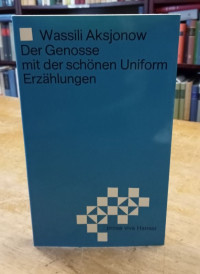 Wassili Aksjonow
Der Genosse
mit der schönen Uniform
Erzählungen